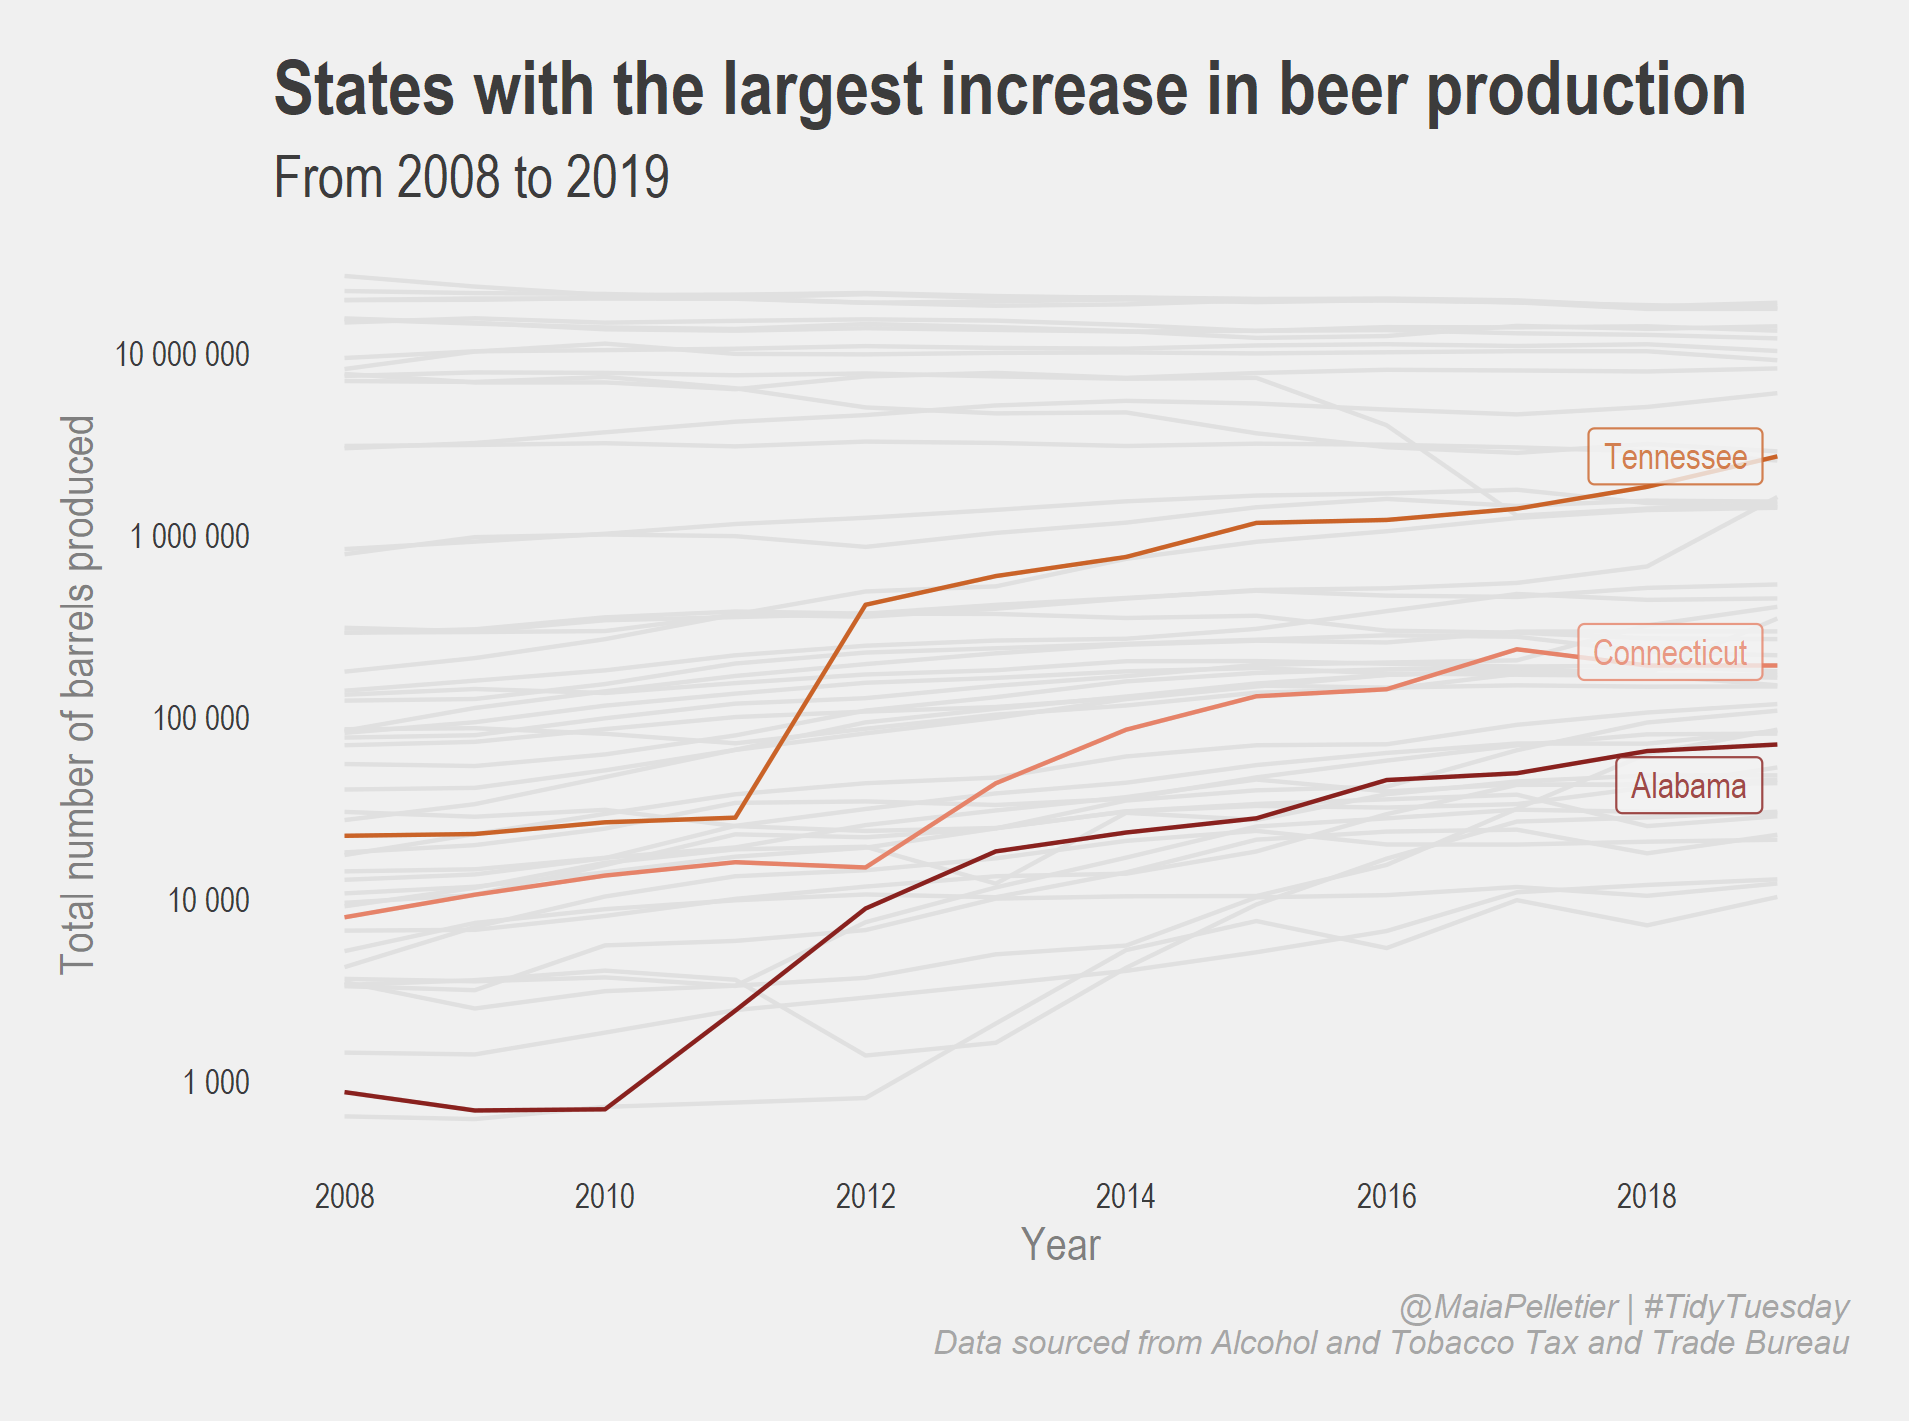 States with the largest increase in beer production
From 2008 to 2019
Total number of barrels produced
10 000 000
1 000 000
100 000
10 000
1 000
Tennessee
Connecticut
Alabama
2008 2010 2012 2014 2016 2018
Year
@MaiaPelletier | #TidyTuesday
Data sourced from Alcohol and Tobacco Tax and Trade Bureau